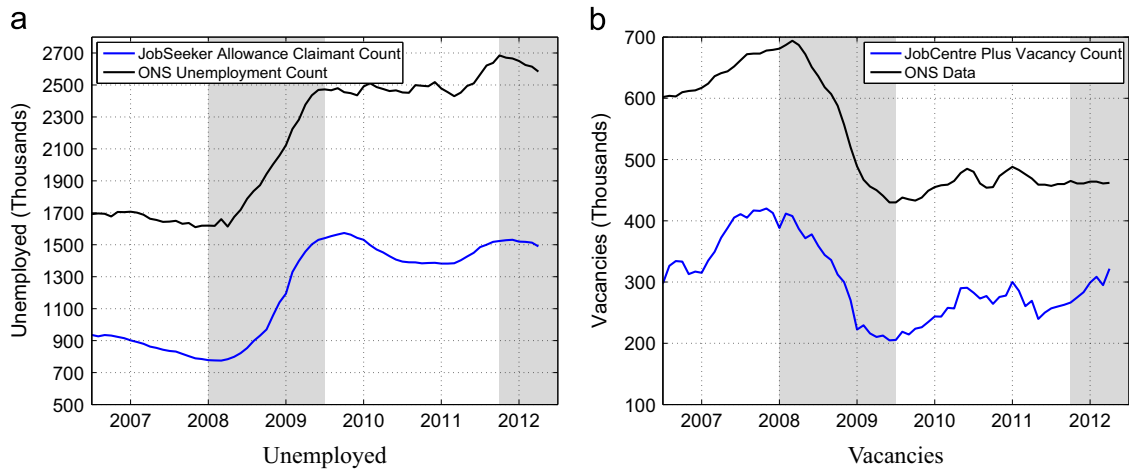 a
JobSeeker Allowance Claimant Count
ONS Unemployment Count
Unemployed (Thousands)
2700
2500
2300
2100
1900
1700
1500
1300
1100
900
700
500
2007 2008 2009 2010 2011 2012
Unemployed
b
JobCentre Plus Vacancy Count
ONS Data
Vacancies (Thousands)
700
600
500
400
300
200
100
2007 2008 2009 2010 2011 2012
Vacancies